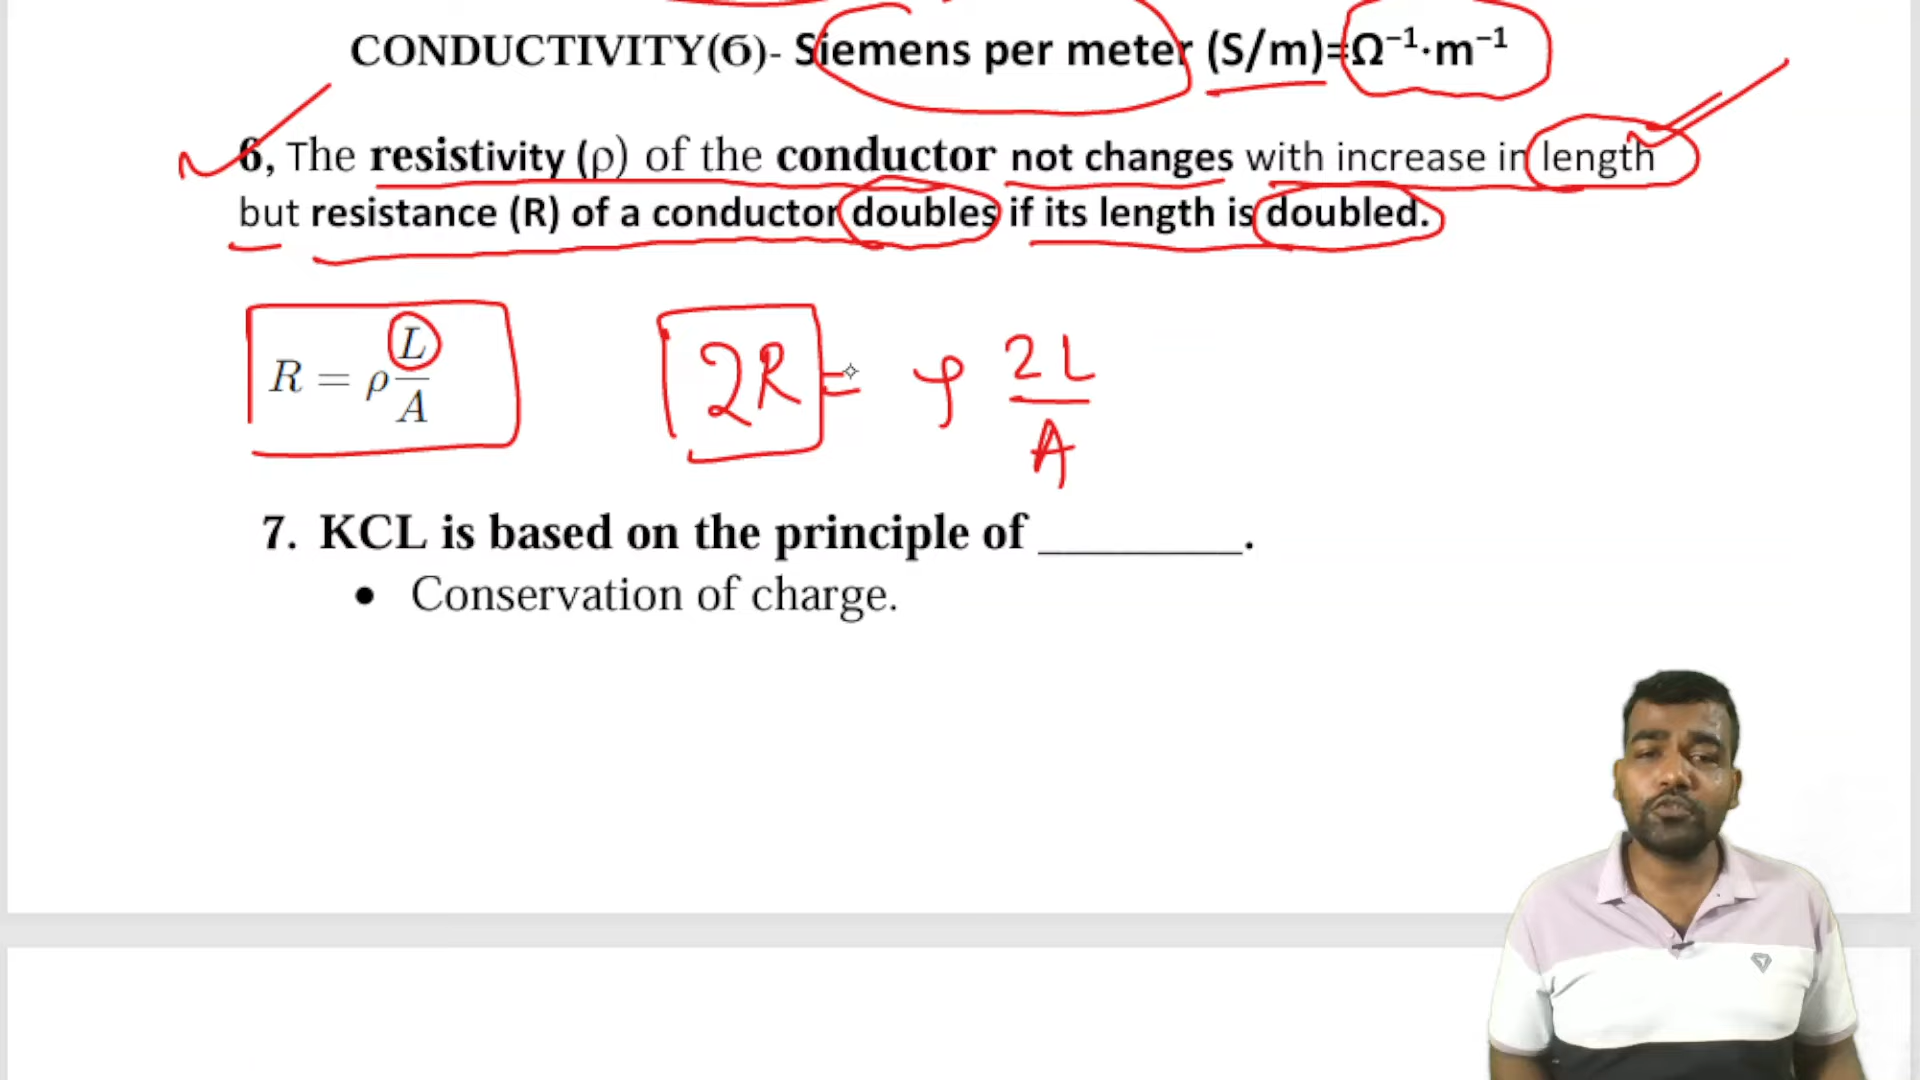 CONDUCTIVITY(б)- Siemens per meter (S/m)=Ω⁻¹·m⁻¹
6, The resistivity (ρ) of the conductor not changes with increase in length
but resistance (R) of a conductor doubles if its length is doubled.
R = ρ L/A
2R = ρ 2L/A
7. KCL is based on the principle of ________.
• Conservation of charge.